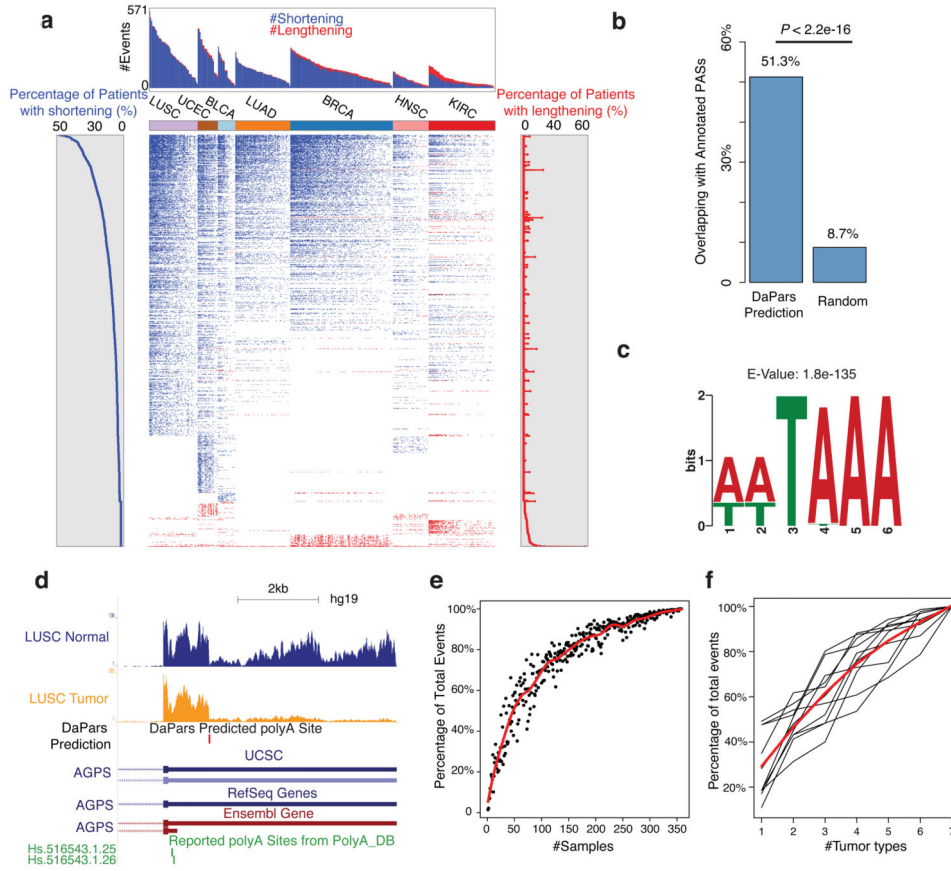 a
571
#Events
0
#Shortening
#Lengthening
Percentage of Patients
with shortening (%)
50 30 0
LUSC
UCEC
BLCA
LUAD
BRCA
HNSC
KIRC
Percentage of Patients
with lengthening (%)
0 20 60
b
P < 2.2e-16
Overlapping with Annotated PASs
60%
30%
0
51.3%
8.7%
DaPars
Prediction
Random
c
E-Value: 1.8e-135
bits
2
1
0
A A T A A A
T T
1 2 3 4 5 6
d
2kb
hg19
LUSC Normal
LUSC Tumor
DaPars
Prediction
DaPars Predicted polyA Site
UCSC
AGPS
RefSeq Genes
AGPS
Ensembl Gene
AGPS
Reported polyA Sites from PolyA_DB
Hs.516543.1.25
Hs.516543.1.26
e
Percentage of Total Events
100%
80%
60%
40%
20%
0
0 50 100 150 200 250 300 350
#Samples
f
Percentage of total events
100%
80%
60%
40%
20%
1 2 3 4 5 6 7
#Tumor types